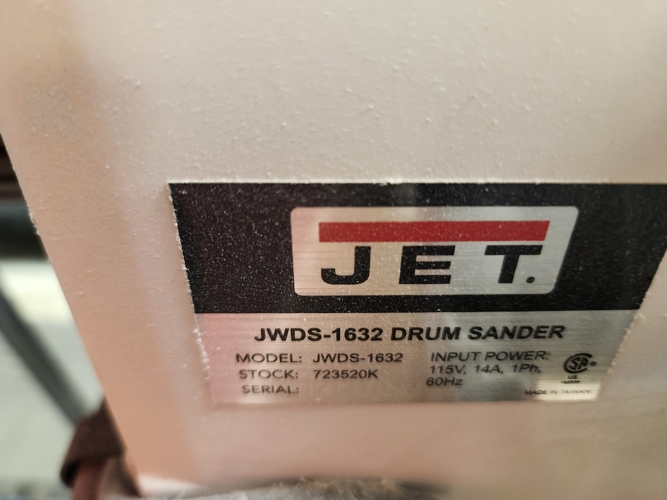 JET.
JWDS-1632 DRUM SANDER
MODEL: JWDS-1632
STOCK: 723520K
SERIAL:
INPUT POWER:
115V, 14A, 1Ph,
60Hz
MADE IN TAIWAN